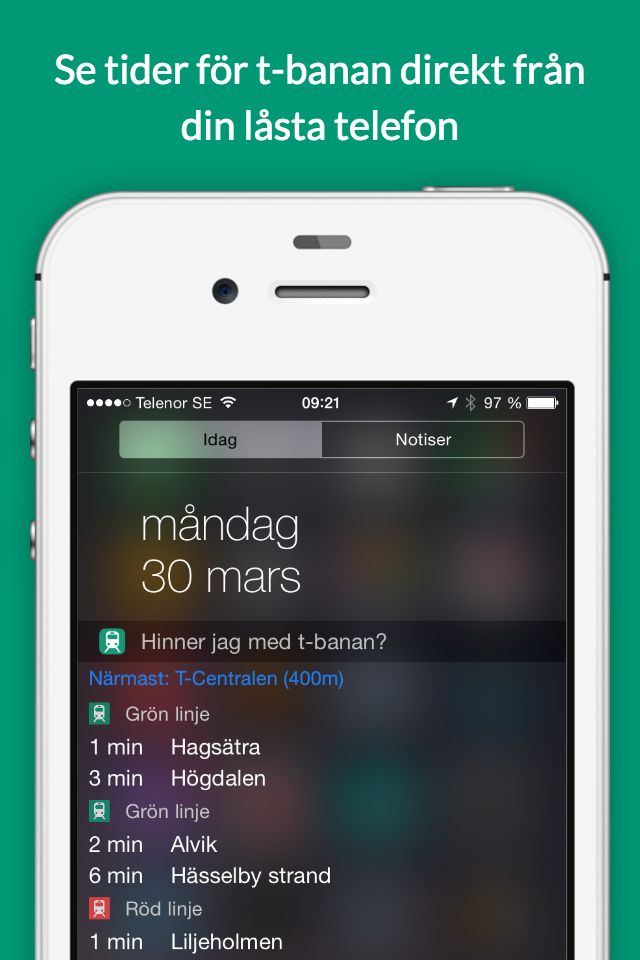 Se tider för t-banan direkt från
din låsta telefon
Telenor SE 09:21 97 %
Idag Notiser
måndag
30 mars
Hinner jag med t-banan?
Närmast: T-Centralen (400m)
Grön linje
1 min Hagsätra
3 min Högdalen
Grön linje
2 min Alvik
6 min Hässelby strand
Röd linje
1 min Liljeholmen